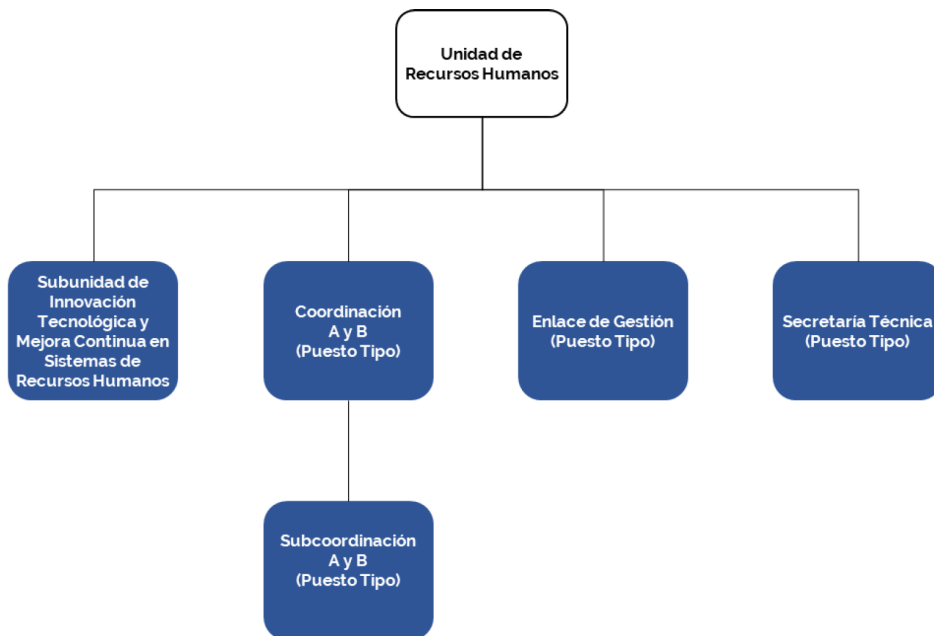 Unidad de
Recursos Humanos
Subunidad de
Innovación
Tecnológica y
Mejora Continua en
Sistemas de
Recursos Humanos
Coordinación
A y B
(Puesto Tipo)
Enlace de Gestión
(Puesto Tipo)
Secretaría Técnica
(Puesto Tipo)
Subcoordinación
A y B
(Puesto Tipo)